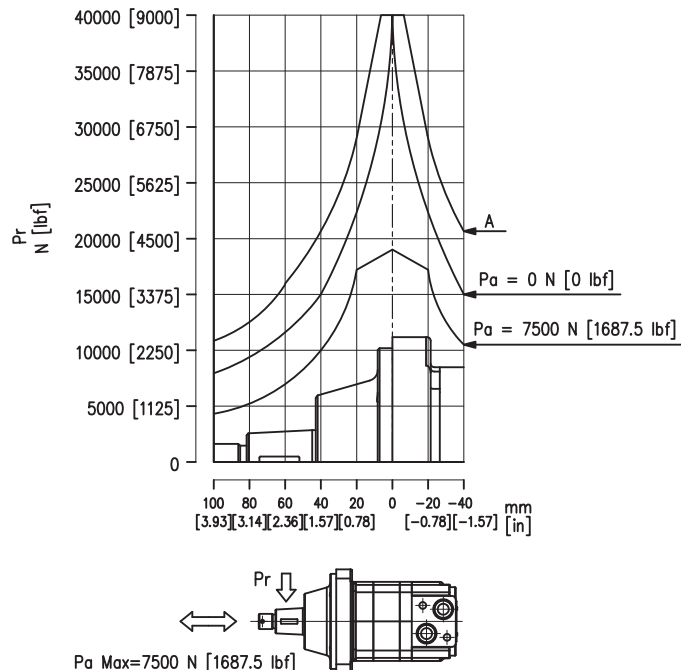 40000 [9000]
35000 [7875]
30000 [6750]
25000 [5625]
20000 [4500]
15000 [3375]
10000 [2250]
5000 [1125]
0
Pr
N [lbf]
A
Pa = 0 N [0 lbf]
Pa = 7500 N [1687.5 lbf]
100 80 60 40 20 0 -20 -40 mm
[3.93][3.14][2.36][1.57][0.78] [-0.78][-1.57] [in]
Pr
Pa Max=7500 N [1687.5 lbf]